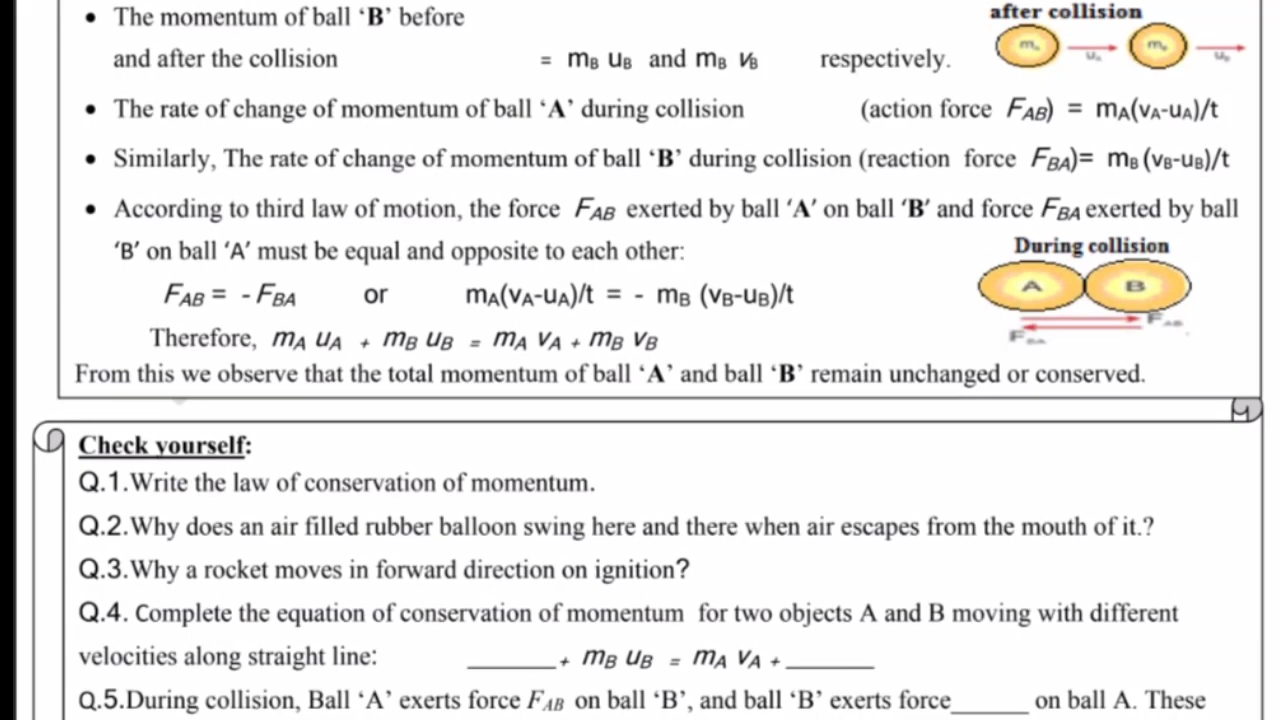 • The momentum of ball ‘B’ before
after collision
and after the collision = mB uB and mB vB respectively.
• The rate of change of momentum of ball ‘A’ during collision (action force FAB) = mA(vA-uA)/t
• Similarly, The rate of change of momentum of ball ‘B’ during collision (reaction force FBA)= mB (vB-uB)/t
• According to third law of motion, the force FAB exerted by ball ‘A’ on ball ‘B’ and force FBA exerted by ball
‘B’ on ball ‘A’ must be equal and opposite to each other:
During collision
A B
FAB = - FBA or mA(vA-uA)/t = - mB (vB-uB)/t
FAB
FBA
Therefore, mA uA + mB uB = mA vA + mB vB
From this we observe that the total momentum of ball ‘A’ and ball ‘B’ remain unchanged or conserved.
Check yourself:
Q.1.Write the law of conservation of momentum.
Q.2.Why does an air filled rubber balloon swing here and there when air escapes from the mouth of it.?
Q.3.Why a rocket moves in forward direction on ignition?
Q.4. Complete the equation of conservation of momentum for two objects A and B moving with different
velocities along straight line: ________+ mB uB = mA vA + ________
Q.5.During collision, Ball ‘A’ exerts force FAB on ball ‘B’, and ball ‘B’ exerts force_______ on ball A. These